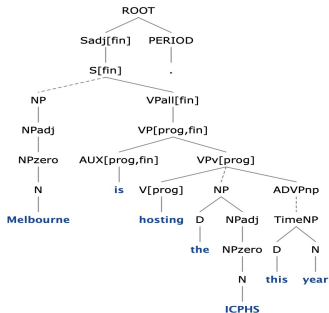 ROOT
Sadj[fin] PERIOD
S[fin] .
NP VPall[fin]
NPadj VP[prog,fin]
NPzero AUX[prog,fin] VPv[prog]
N is V[prog] NP ADVPnp
Melbourne hosting D NPadj TimeNP
the NPzero D N
N this year
ICPHS